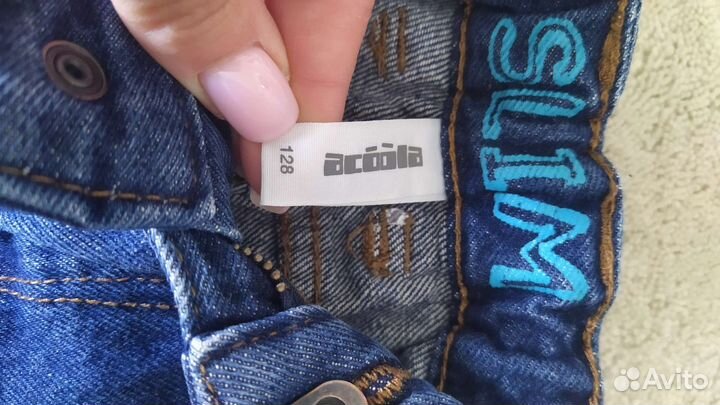 acoola
128
SLIM
Avito